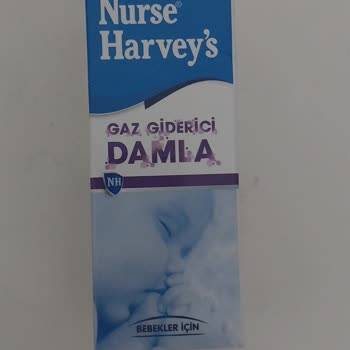 Nurse®
Harvey's
GAZ GİDERİCİ
DAMLA
NH
BEBEKLER İÇİN